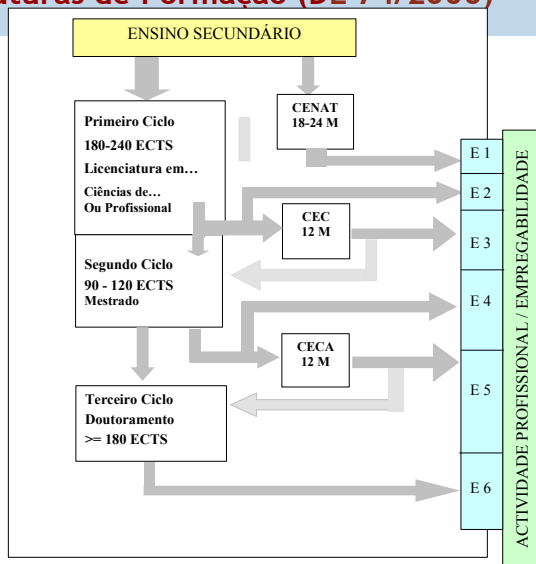 ENSINO SECUNDÁRIO
Primeiro Ciclo
180-240 ECTS
Licenciatura em…
Ciências de…
Ou Profissional
CENAT
18-24 M
E 1
E 2
CEC
12 M
E 3
Segundo Ciclo
90 - 120 ECTS
Mestrado
E 4
CECA
12 M
E 5
Terceiro Ciclo
Doutoramento
>= 180 ECTS
E 6
ACTIVIDADE PROFISSIONAL / EMPREGABILIDADE